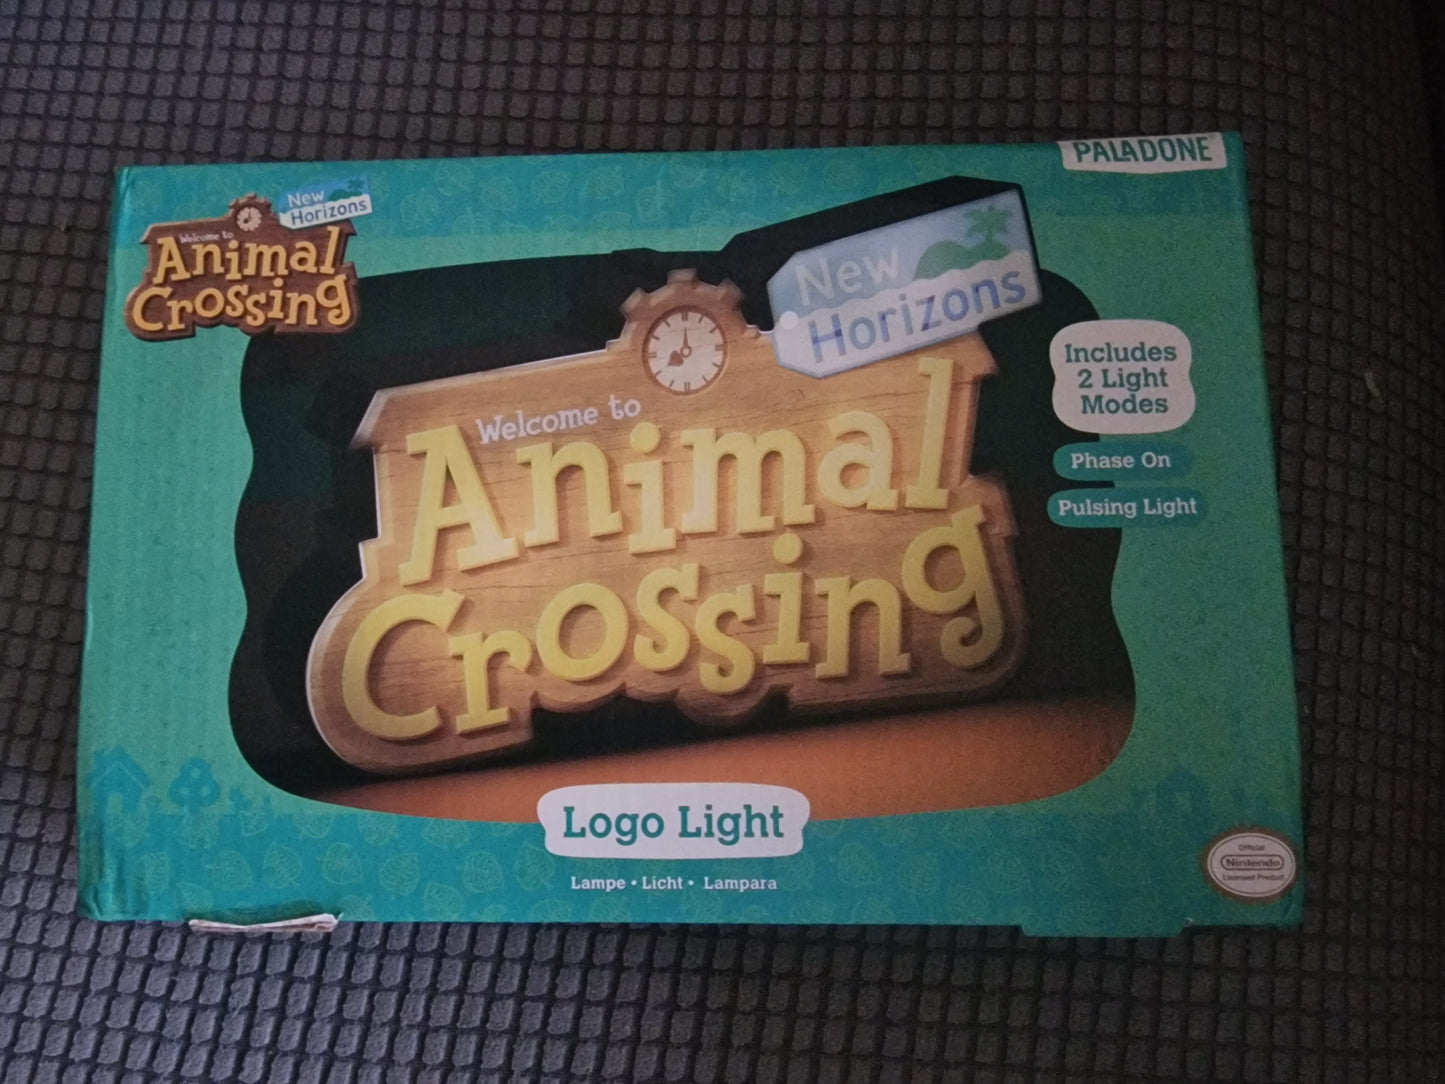 PALADONE
New
Horizons
Welcome to
Animal
Crossing
New
Horizons
Welcome to
Animal
Crossing
Includes
2 Light
Modes
Phase On
Pulsing Light
Logo Light
Lampe • Licht • Lampara
Official
Nintendo
Licensed Product